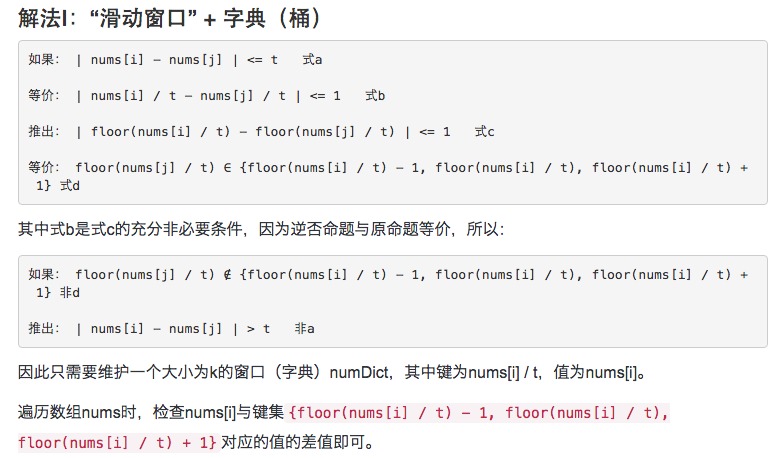 解法I：“滑动窗口” + 字典（桶）
如果： | nums[i] - nums[j] | <= t   式a
等价： | nums[i] / t - nums[j] / t | <= 1   式b
推出： | floor(nums[i] / t) - floor(nums[j] / t) | <= 1   式c
等价： floor(nums[j] / t) ∈ {floor(nums[i] / t) - 1, floor(nums[i] / t), floor(nums[i] / t) +
1} 式d
其中式b是式c的充分非必要条件，因为逆否命题与原命题等价，所以：
如果： floor(nums[j] / t) ∉ {floor(nums[i] / t) - 1, floor(nums[i] / t), floor(nums[i] / t) +
1} 非d
推出： | nums[i] - nums[j] | > t   非a
因此只需要维护一个大小为k的窗口（字典）numDict，其中键为nums[i] / t，值为nums[i]。
遍历数组nums时，检查nums[i]与键集 {floor(nums[i] / t) - 1, floor(nums[i] / t),
floor(nums[i] / t) + 1} 对应的值的差值即可。